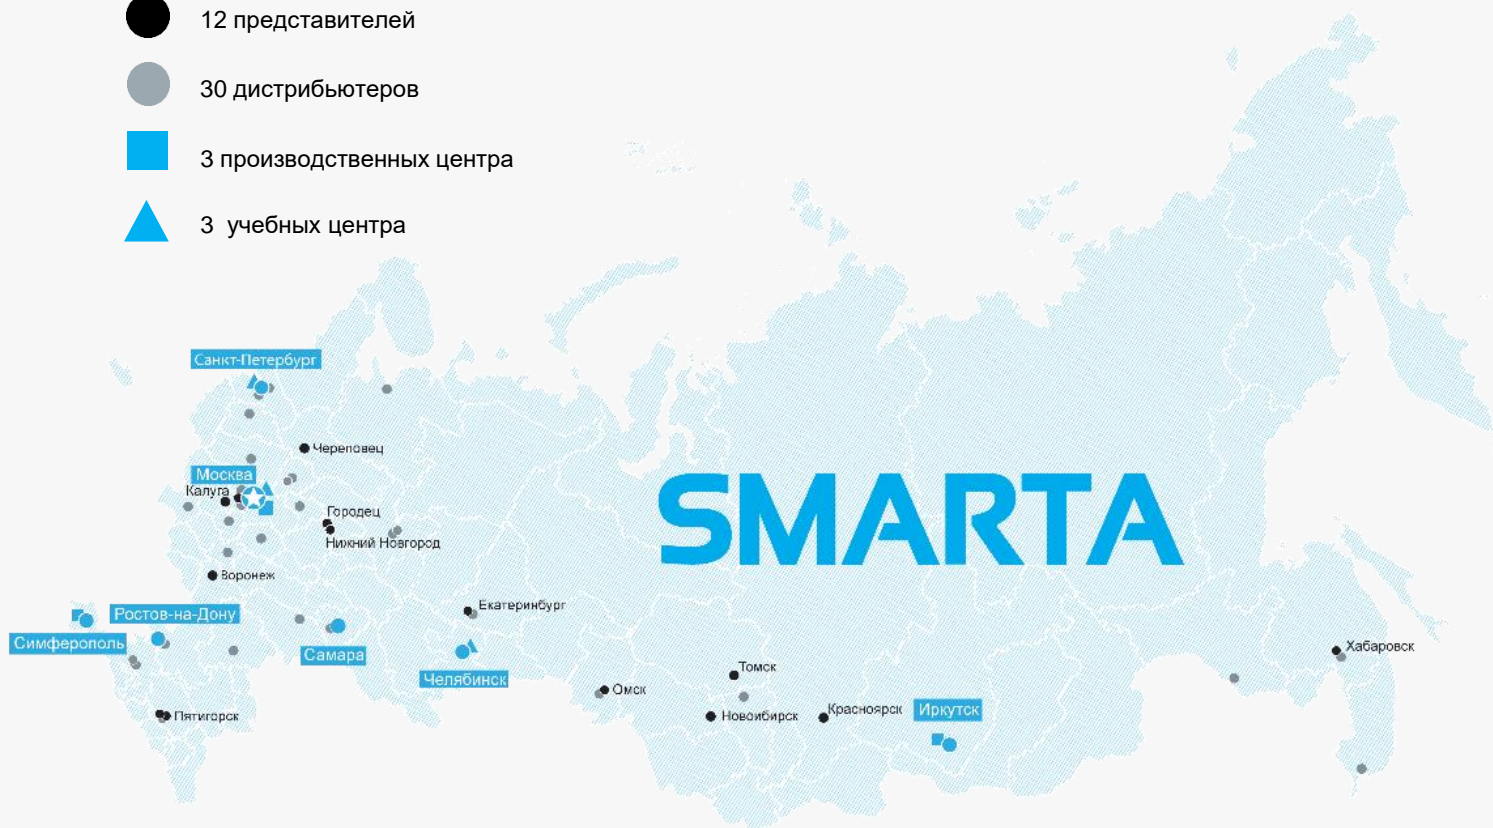 12 представителей
30 дистрибьютеров
3 производственных центра
3 учебных центра
Санкт-Петербург
Череповец
Москва
Калуга
SMARTA
Городец
Нижний Новгород
Воронеж
Екатеринбург
Ростов-на-Дону
Симферополь
Самара
Челябинск
Хабаровск
Томск
Омск
Иркутск
Красноярск
Новоибирск
Пятигорск